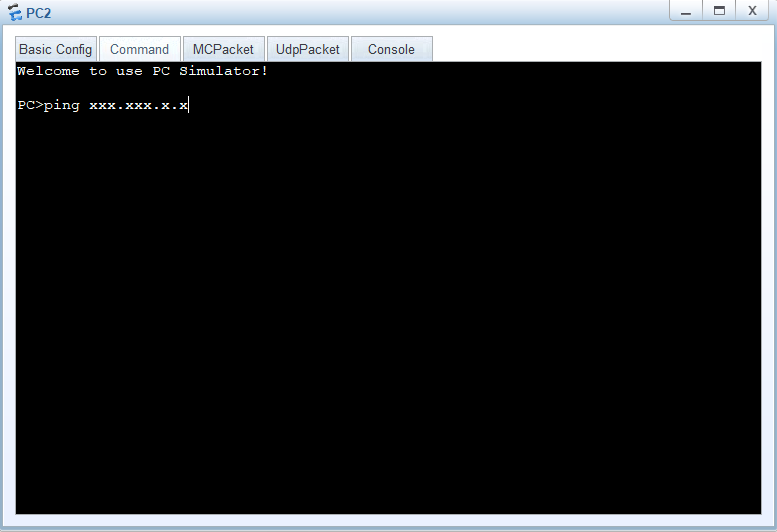 PC2
Basic Config Command MCPacket UdpPacket Console
Welcome to use PC Simulator!
PC>ping xxx.xxx.x.x